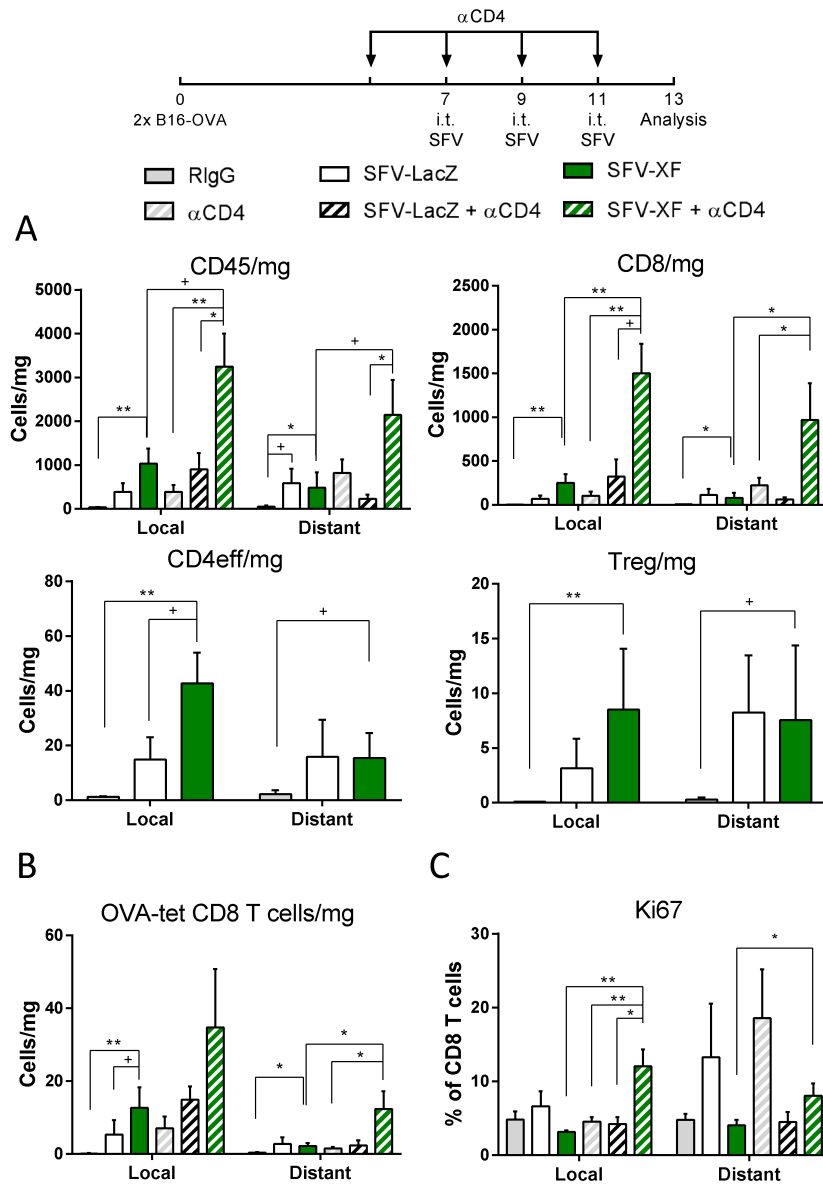 αCD4
0 7 9 11 13
2x B16-OVA i.t. i.t. i.t. Analysis
SFV SFV SFV
RIgG SFV-LacZ SFV-XF
αCD4 SFV-LacZ + αCD4 SFV-XF + αCD4
A
CD45/mg
Cells/mg
5000
4000
3000
2000
1000
0
** + ** * * + + *
Local Distant
CD8/mg
Cells/mg
2500
2000
1500
1000
500
0
** ** ** + * * *
Local Distant
CD4eff/mg
Cells/mg
80
60
40
20
0
** + +
Local Distant
Treg/mg
Cells/mg
20
15
10
5
0
** +
Local Distant
B
OVA-tet CD8 T cells/mg
Cells/mg
60
40
20
0
** + * * *
Local Distant
C
Ki67
% of CD8 T cells
30
20
10
0
** ** * *
Local Distant